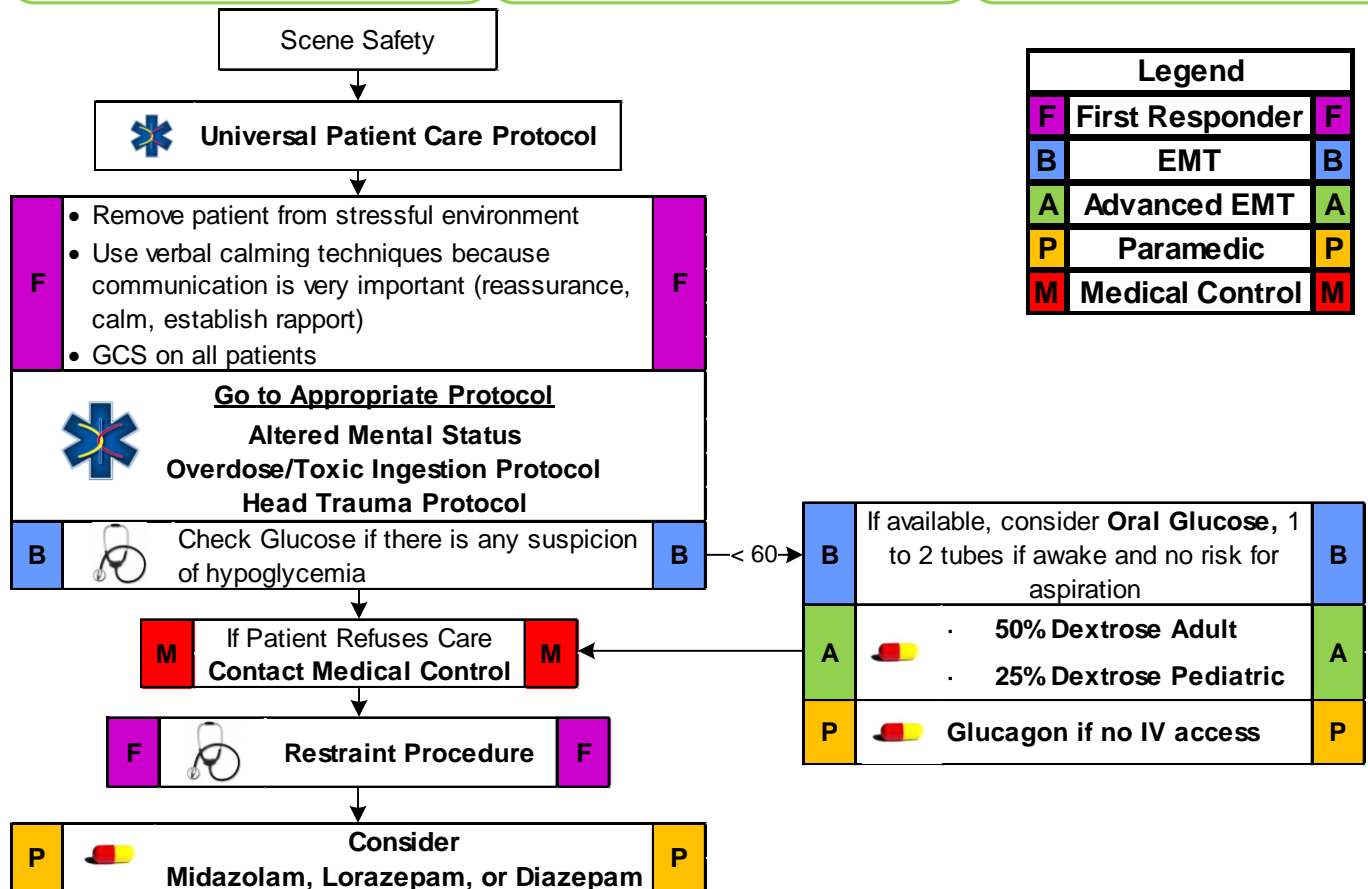 Scene Safety
Universal Patient Care Protocol
F
• Remove patient from stressful environment
• Use verbal calming techniques because
communication is very important (reassurance,
calm, establish rapport)
• GCS on all patients
F
Go to Appropriate Protocol
Altered Mental Status
Overdose/Toxic Ingestion Protocol
Head Trauma Protocol
B
Check Glucose if there is any suspicion
of hypoglycemia
B
< 60
B
If available, consider Oral Glucose, 1
to 2 tubes if awake and no risk for
aspiration
B
A
· 50% Dextrose Adult
· 25% Dextrose Pediatric
A
P
Glucagon if no IV access
P
M
If Patient Refuses Care
Contact Medical Control
M
F
Restraint Procedure
F
P
Consider
Midazolam, Lorazepam, or Diazepam
P
Legend
F First Responder F
B EMT B
A Advanced EMT A
P Paramedic P
M Medical Control M